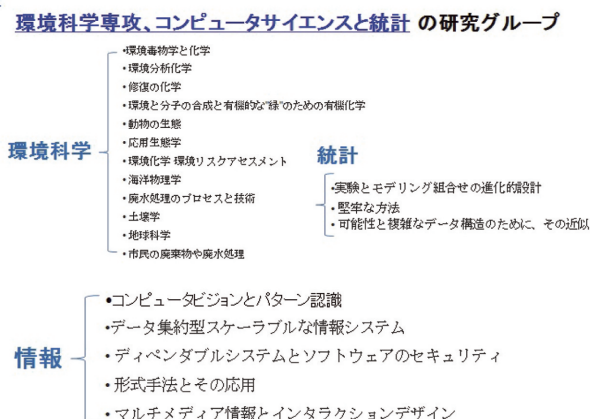 環境科学専攻、コンピュータサイエンスと統計 の研究グループ
環境科学
•環境毒物学と化学
•環境分析化学
•修復の化学
•環境と分子の合成と有機的な"緑"のための有機化学
•動物の生態
•応用生態学
•環境化学 環境リスクアセスメント
•海洋物理学
•廃水処理のプロセスと技術
•土壌学
•地球科学
•市民の廃棄物や廃水処理
統計
•実験とモデリング組合せの進化的設計
•堅牢な方法
•可能性と複雑なデータ構造のために、その近似
情報
•コンピュータビジョンとパターン認識
•データ集約型スケーラブルな情報システム
•ディペンダブルシステムとソフトウェアのセキュリティ
•形式手法とその応用
•マルチメディア情報とインタラクションデザイン